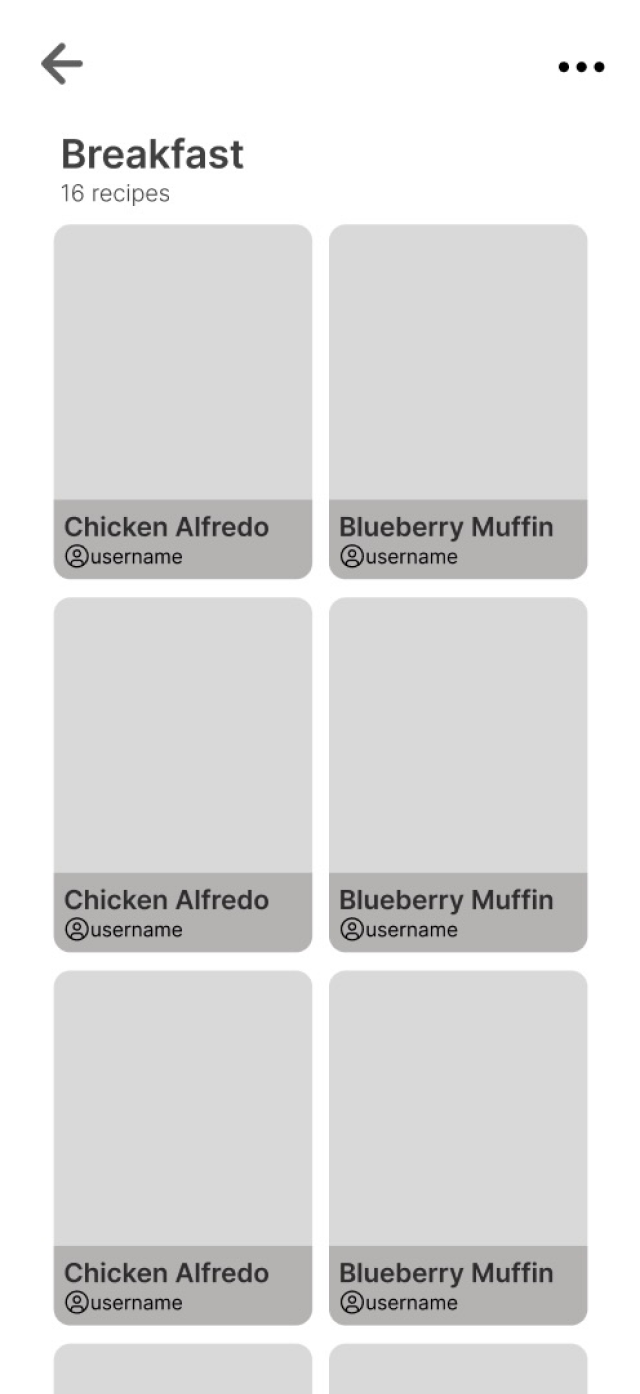 Breakfast
16 recipes
Chicken Alfredo
username
Blueberry Muffin
username
Chicken Alfredo
username
Blueberry Muffin
username
Chicken Alfredo
username
Blueberry Muffin
username